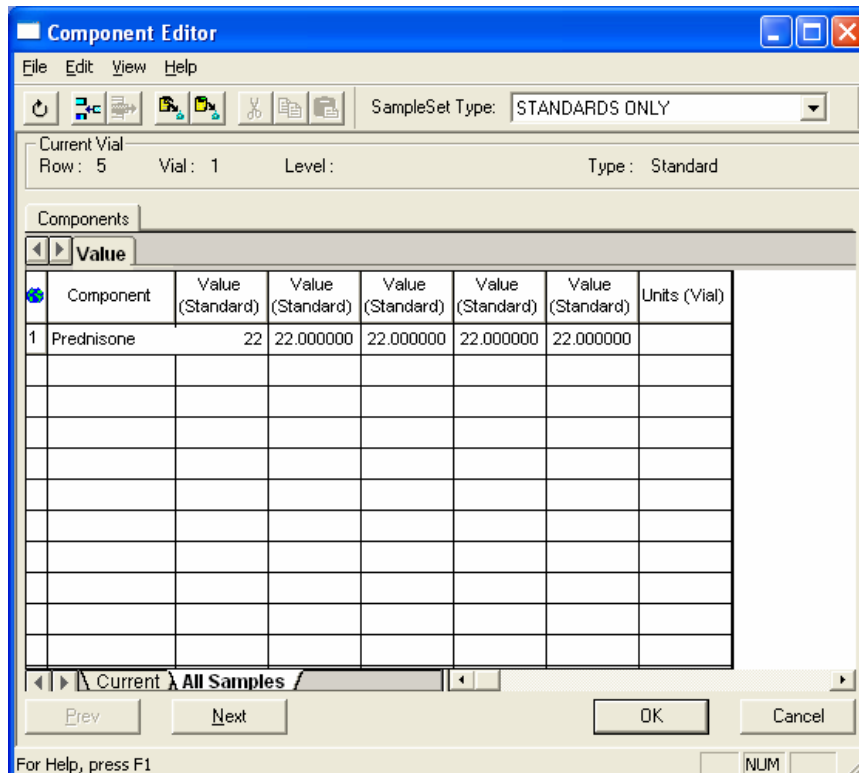 Component Editor
File Edit View Help
SampleSet Type: STANDARDS ONLY
Current Vial
Row: 5 Vial: 1 Level: Type: Standard
Components
Value
Component Value (Standard) Value (Standard) Value (Standard) Value (Standard) Value (Standard) Units (Vial)
1 Prednisone 22 22.000000 22.000000 22.000000 22.000000
Current All Samples
Prev Next OK Cancel
For Help, press F1 NUM